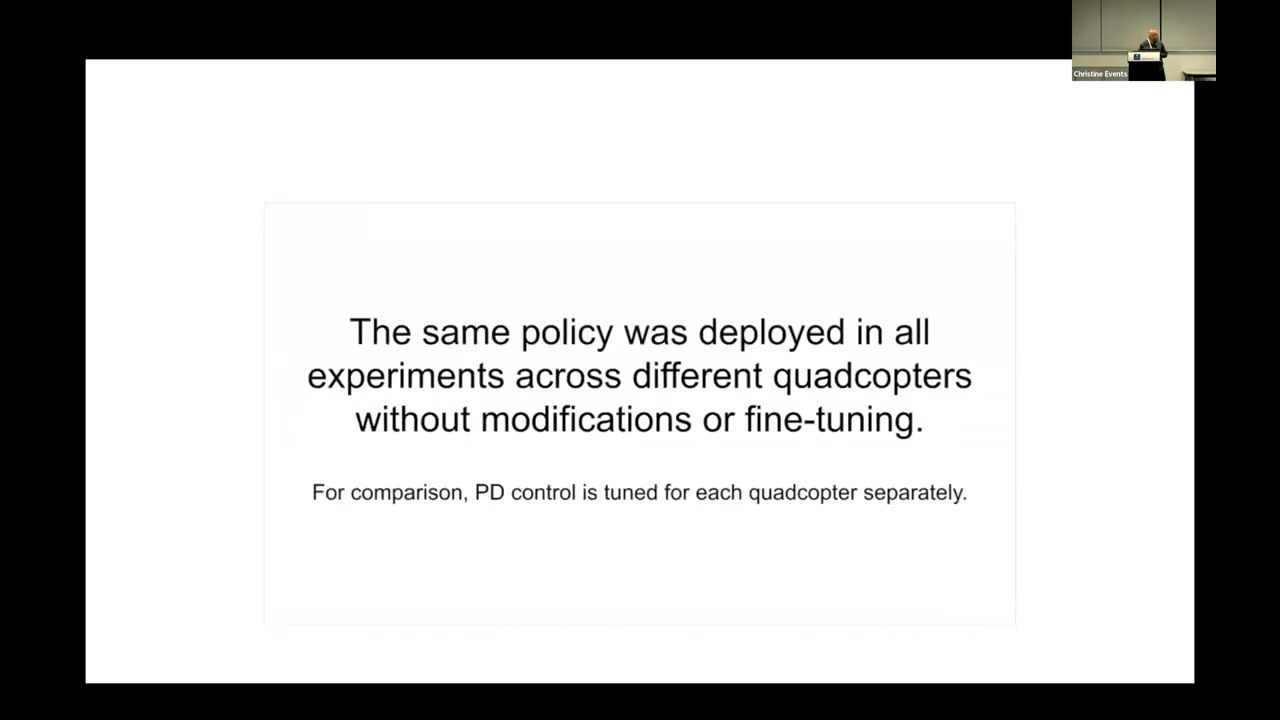 Christine Events
The same policy was deployed in all
experiments across different quadcopters
without modifications or fine-tuning.
For comparison, PD control is tuned for each quadcopter separately.